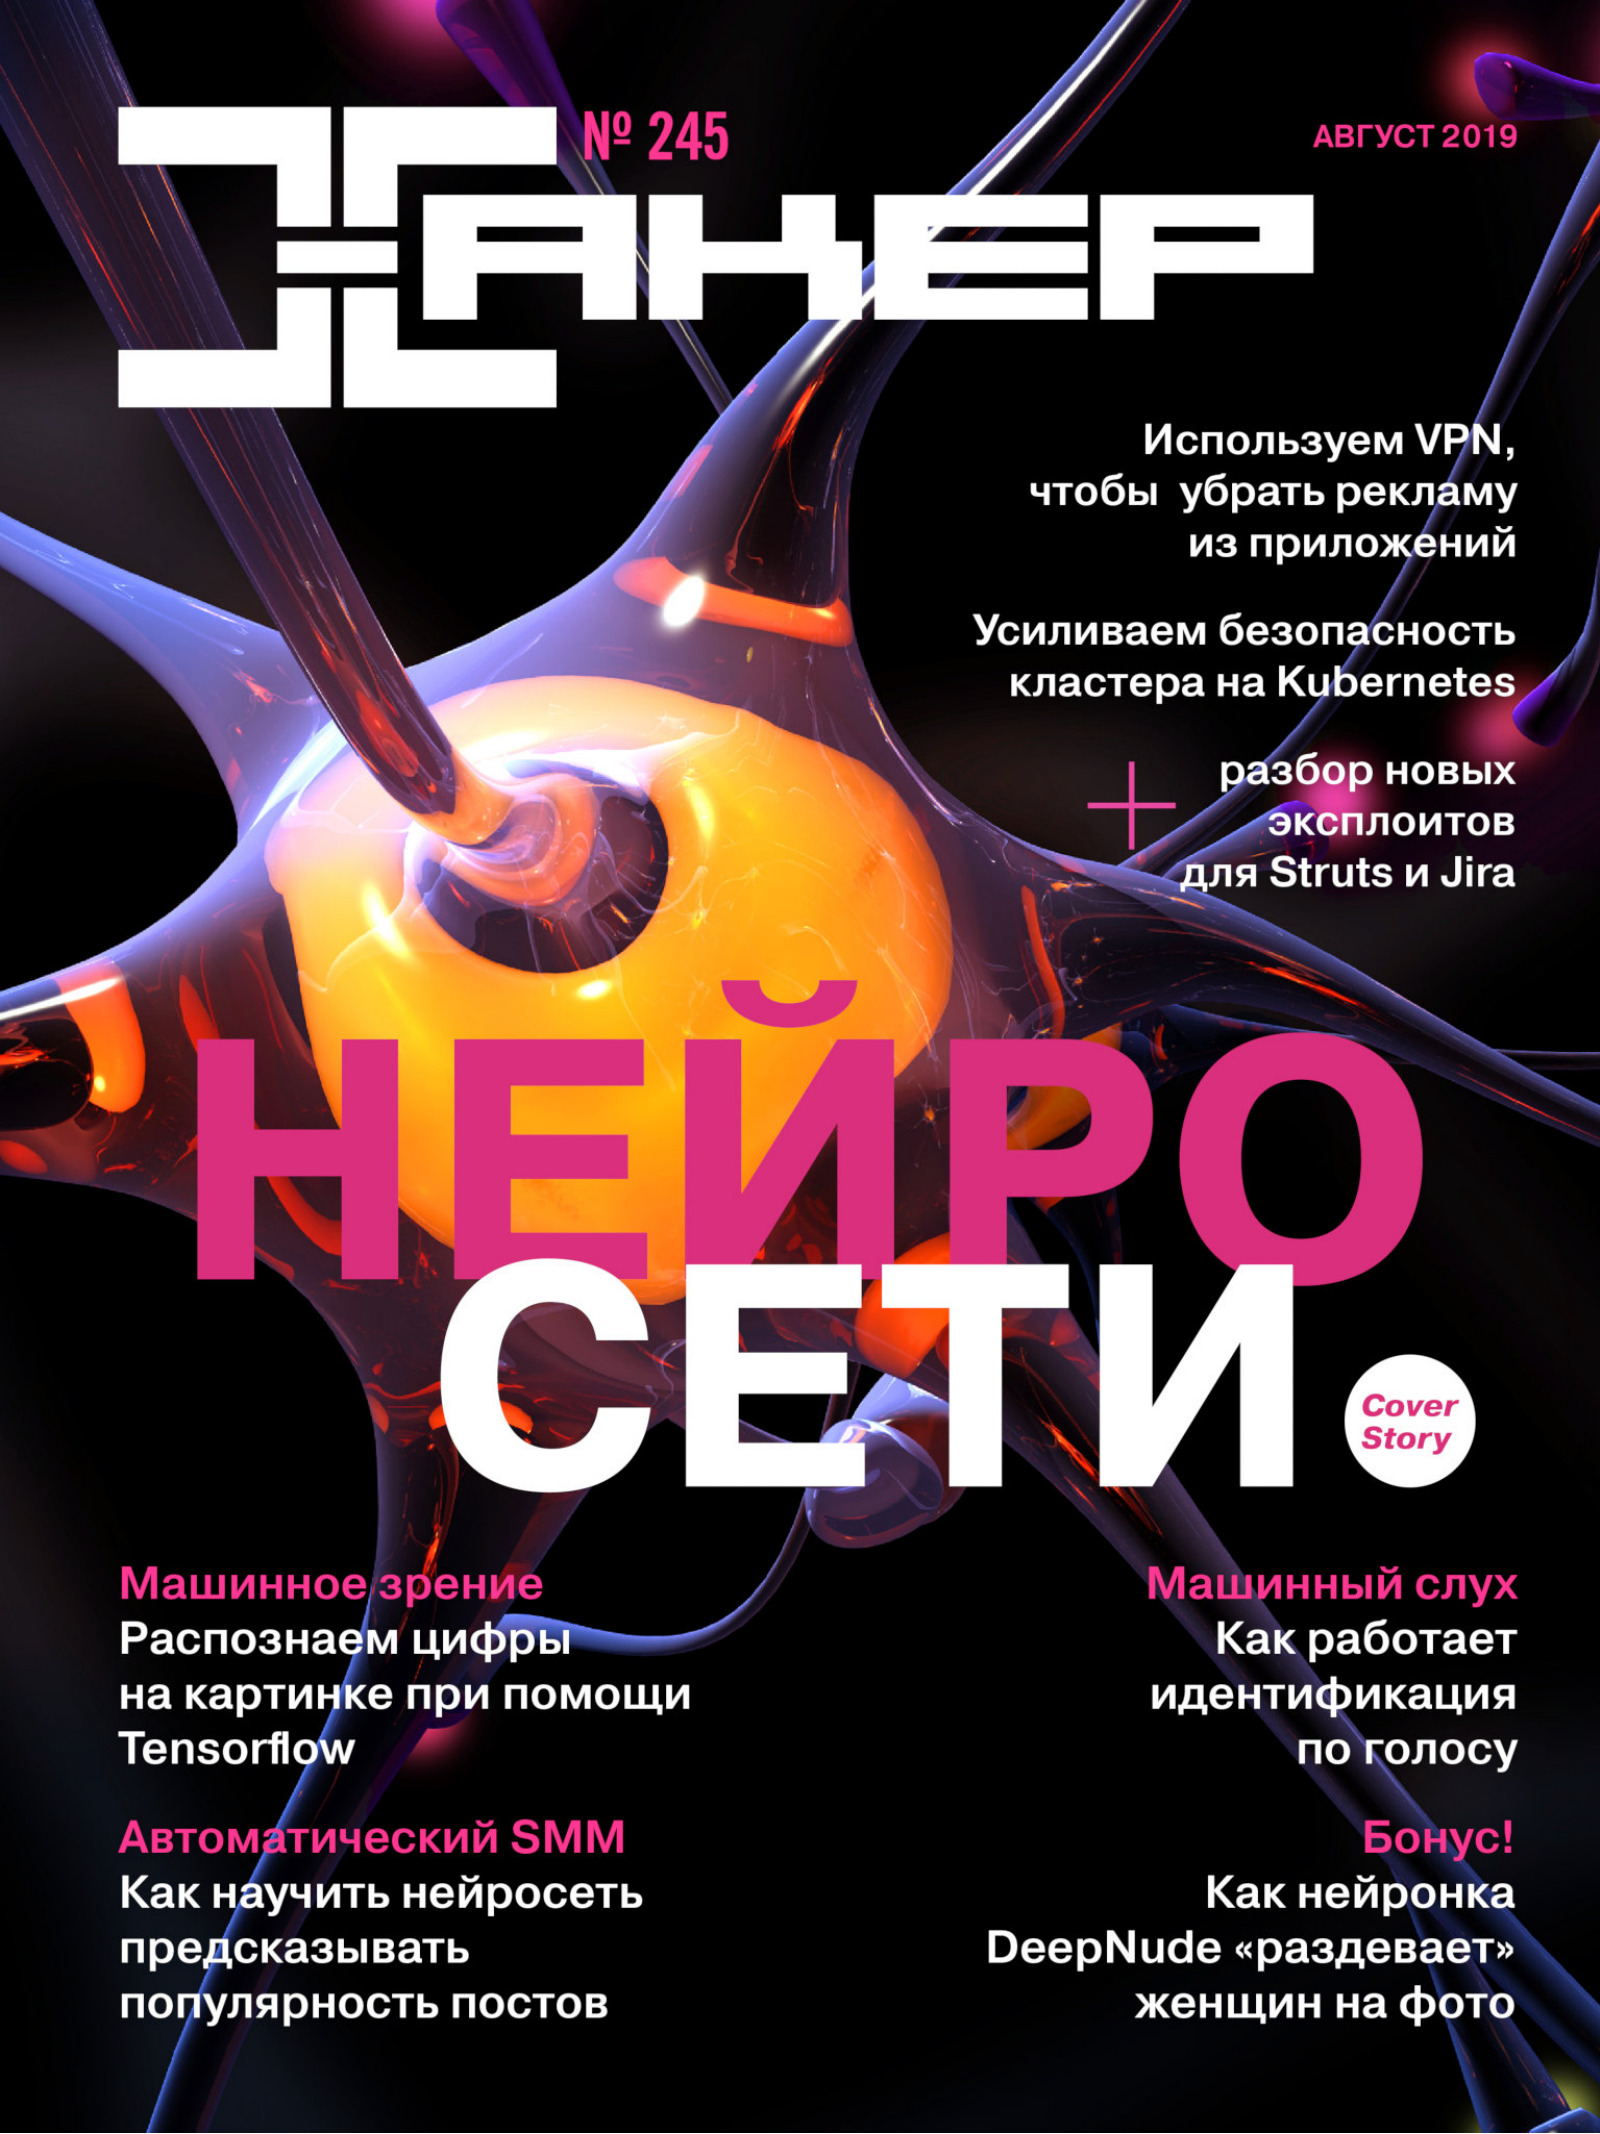 ХАКЕР
№ 245
АВГУСТ 2019
Используем VPN,
чтобы убрать рекламу
из приложений
Усиливаем безопасность
кластера на Kubernetes
+
разбор новых
эксплоитов
для Struts и Jira
НЕЙРО
СЕТИ.
Cover
Story
Машинное зрение
Распознаем цифры
на картинке при помощи
Tensorflow
Машинный слух
Как работает
идентификация
по голосу
Автоматический SMM
Как научить нейросеть
предсказывать
популярность постов
Бонус!
Как нейронка
DeepNude «раздевает»
женщин на фото